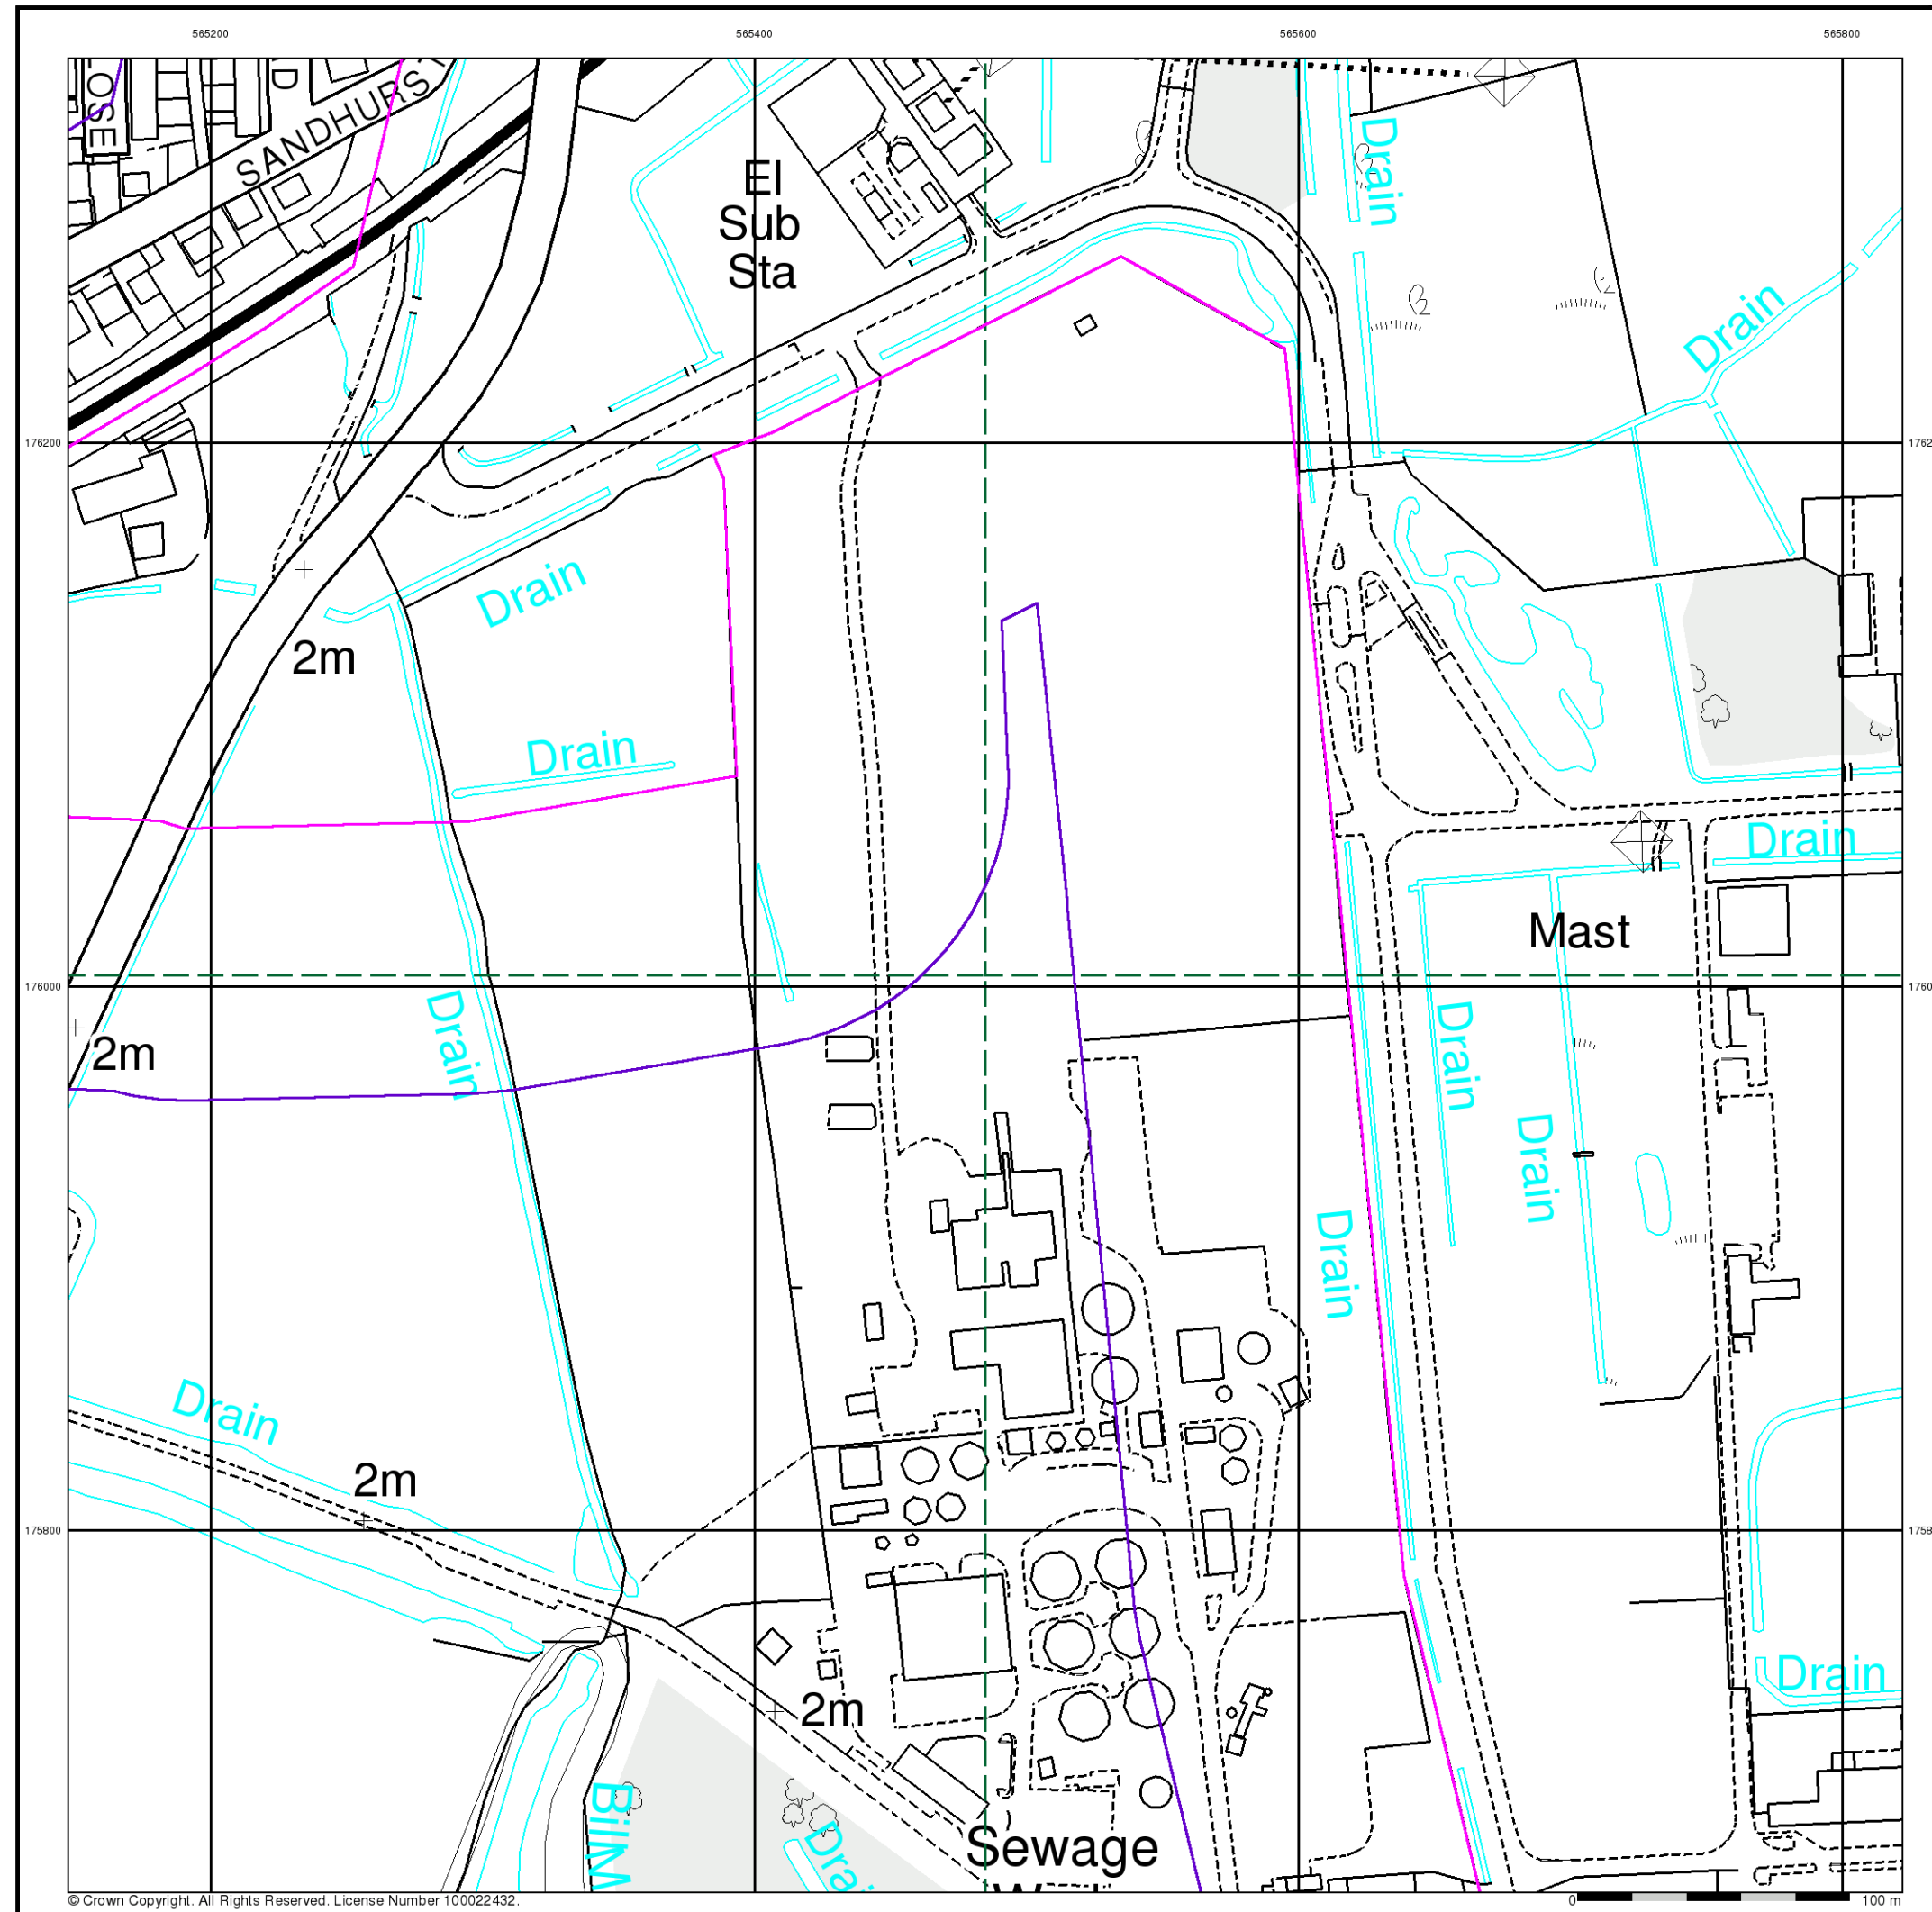 565200
565400
565600
565800
OSE
D
SANDHURST
El
Sub
Sta
Drain
Drain
176200
Drain
2m
Drain
Drain
Mast
176000
2m
Drain
Drain
Drain
Drain
Drain
2m
175800
Drain
2m
Sewage
© Crown Copyright. All Rights Reserved. License Number 100022432.
0
100 m